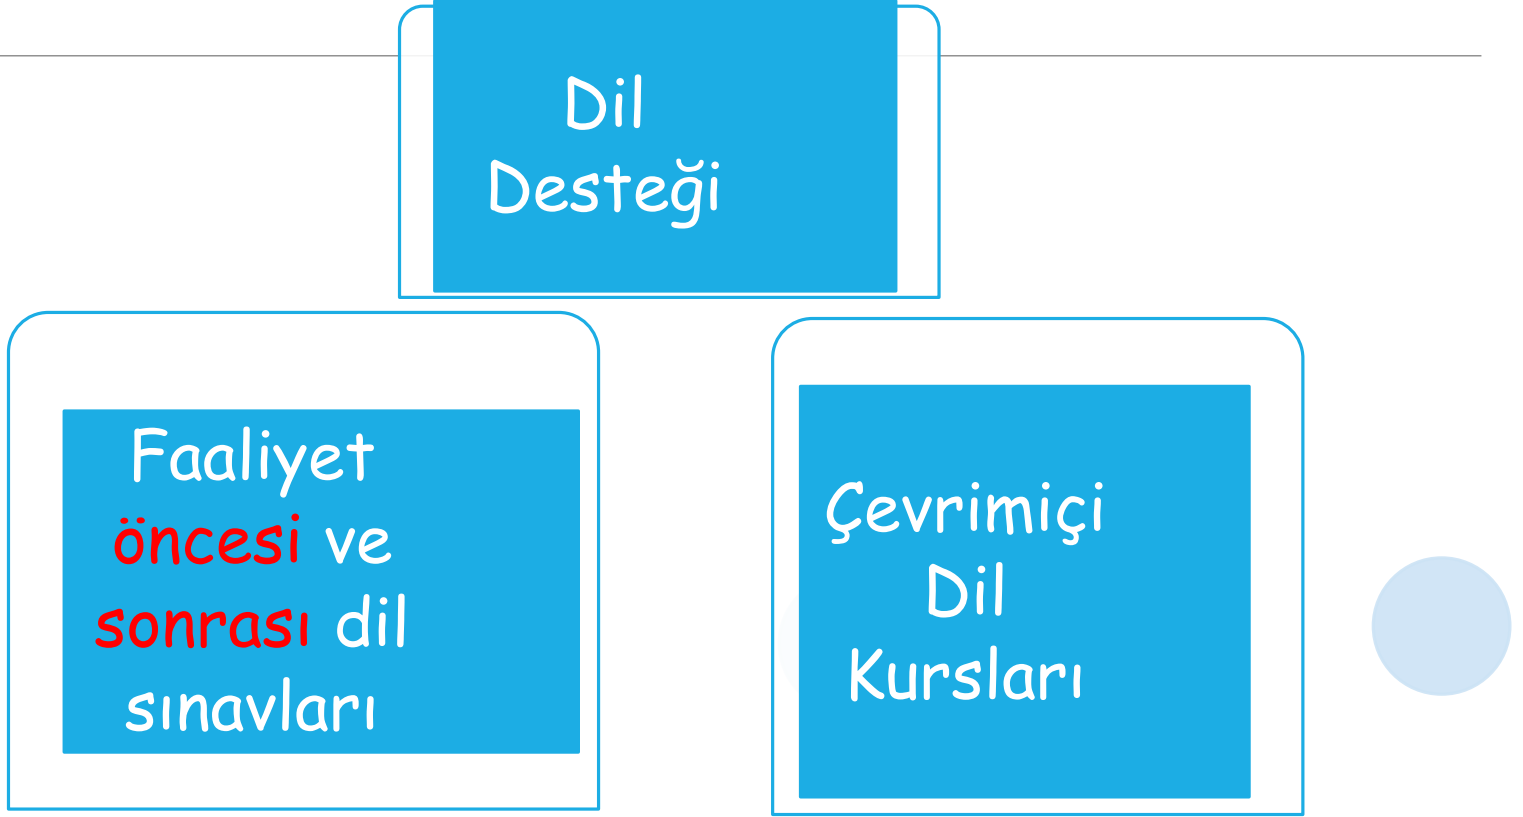 Dil
Desteği
Faaliyet
öncesi ve
sonrası dil
sınavları
Çevrimiçi
Dil
Kursları